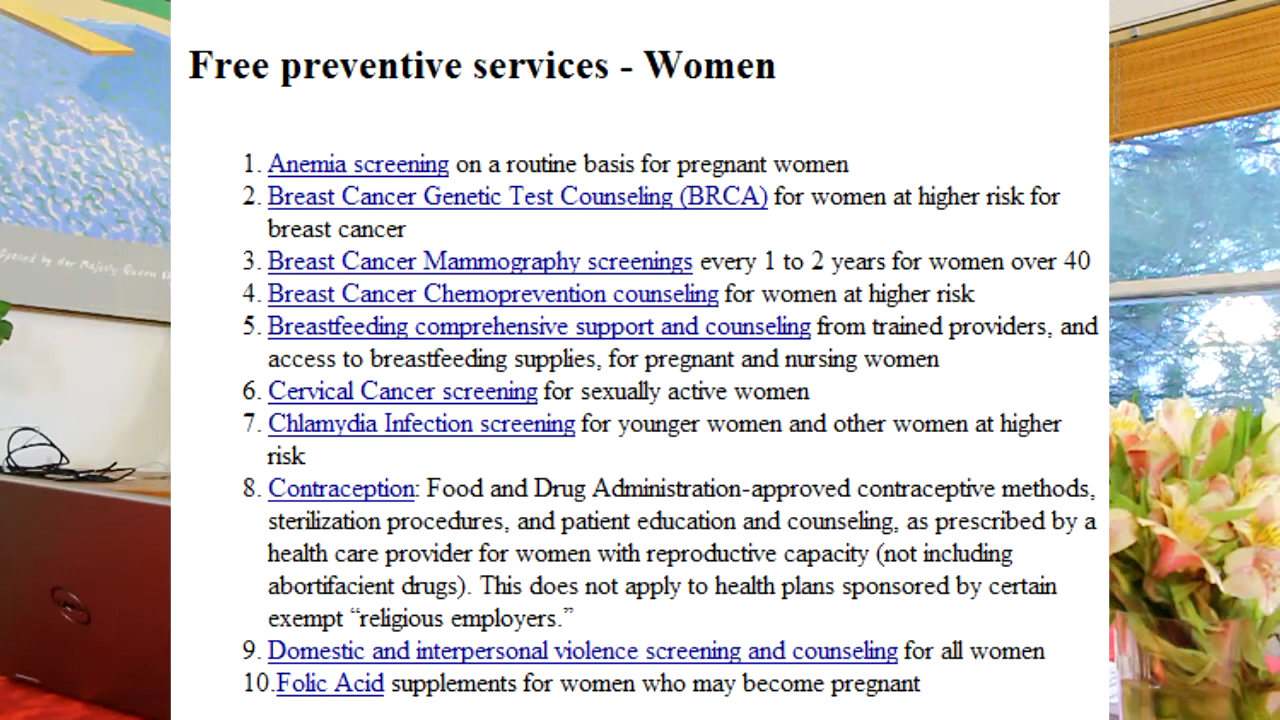 Free preventive services - Women
1. Anemia screening on a routine basis for pregnant women
2. Breast Cancer Genetic Test Counseling (BRCA) for women at higher risk for
breast cancer
3. Breast Cancer Mammography screenings every 1 to 2 years for women over 40
4. Breast Cancer Chemoprevention counseling for women at higher risk
5. Breastfeeding comprehensive support and counseling from trained providers, and
access to breastfeeding supplies, for pregnant and nursing women
6. Cervical Cancer screening for sexually active women
7. Chlamydia Infection screening for younger women and other women at higher
risk
8. Contraception: Food and Drug Administration-approved contraceptive methods,
sterilization procedures, and patient education and counseling, as prescribed by a
health care provider for women with reproductive capacity (not including
abortifacient drugs). This does not apply to health plans sponsored by certain
exempt “religious employers.”
9. Domestic and interpersonal violence screening and counseling for all women
10.Folic Acid supplements for women who may become pregnant
Opened by Her Majesty Queen